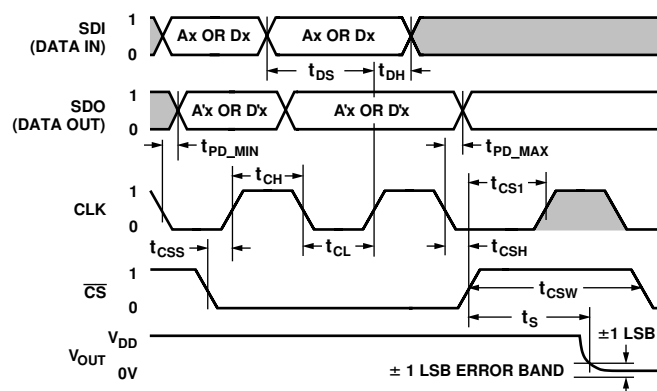 SDI
(DATA IN)
1
0
Ax OR Dx
Ax OR Dx
tDS
tDH
SDO
(DATA OUT)
1
0
A'x OR D'x
A'x OR D'x
tPD_MIN
tPD_MAX
tCH
tCS1
CLK
1
0
tCSS
tCL
tCSH
CS
1
0
tCSW
tS
VOUT
VDD
0V
±1 LSB
± 1 LSB ERROR BAND